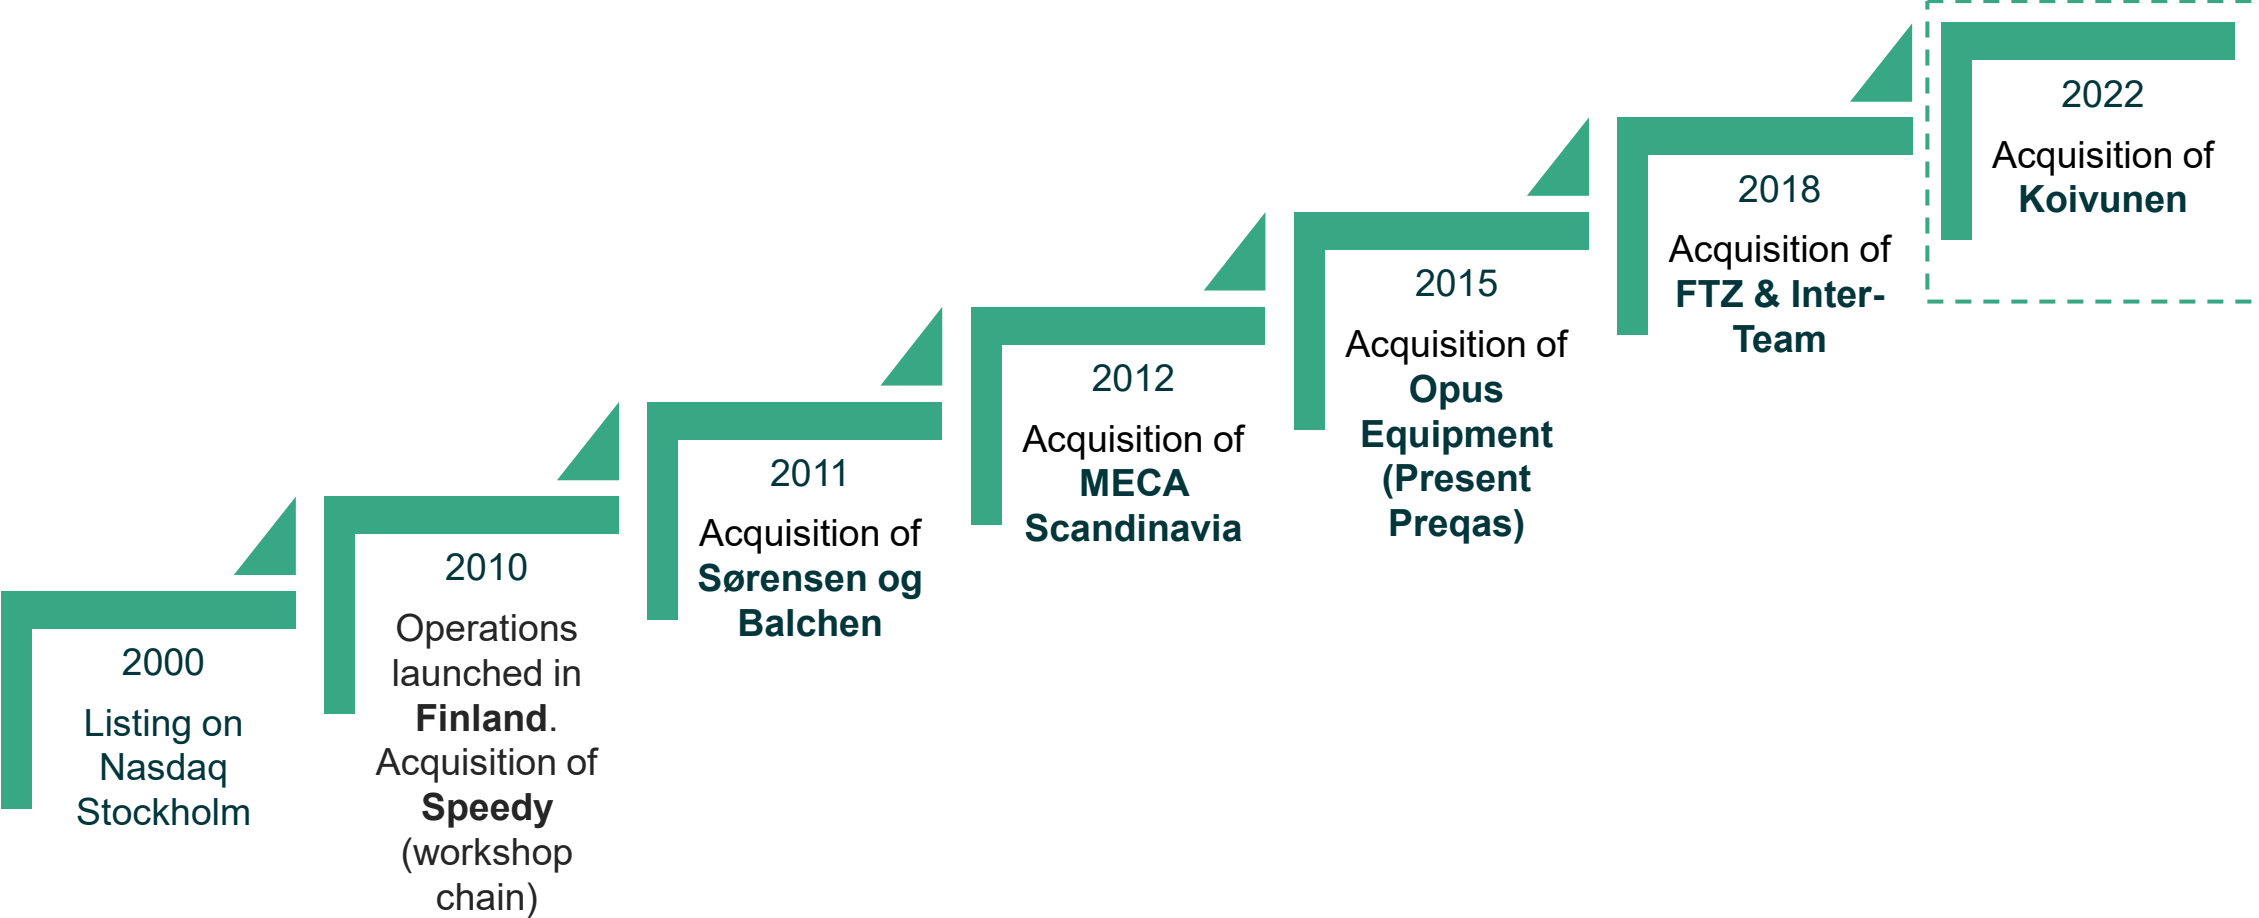 2000
Listing on
Nasdaq
Stockholm
2010
Operations
launched in
Finland.
Acquisition of
Speedy
(workshop
chain)
2011
Acquisition of
Sørensen og
Balchen
2012
Acquisition of
MECA
Scandinavia
2015
Acquisition of
Opus
Equipment
(Present
Preqas)
2018
Acquisition of
FTZ & Inter-
Team
2022
Acquisition of
Koivunen